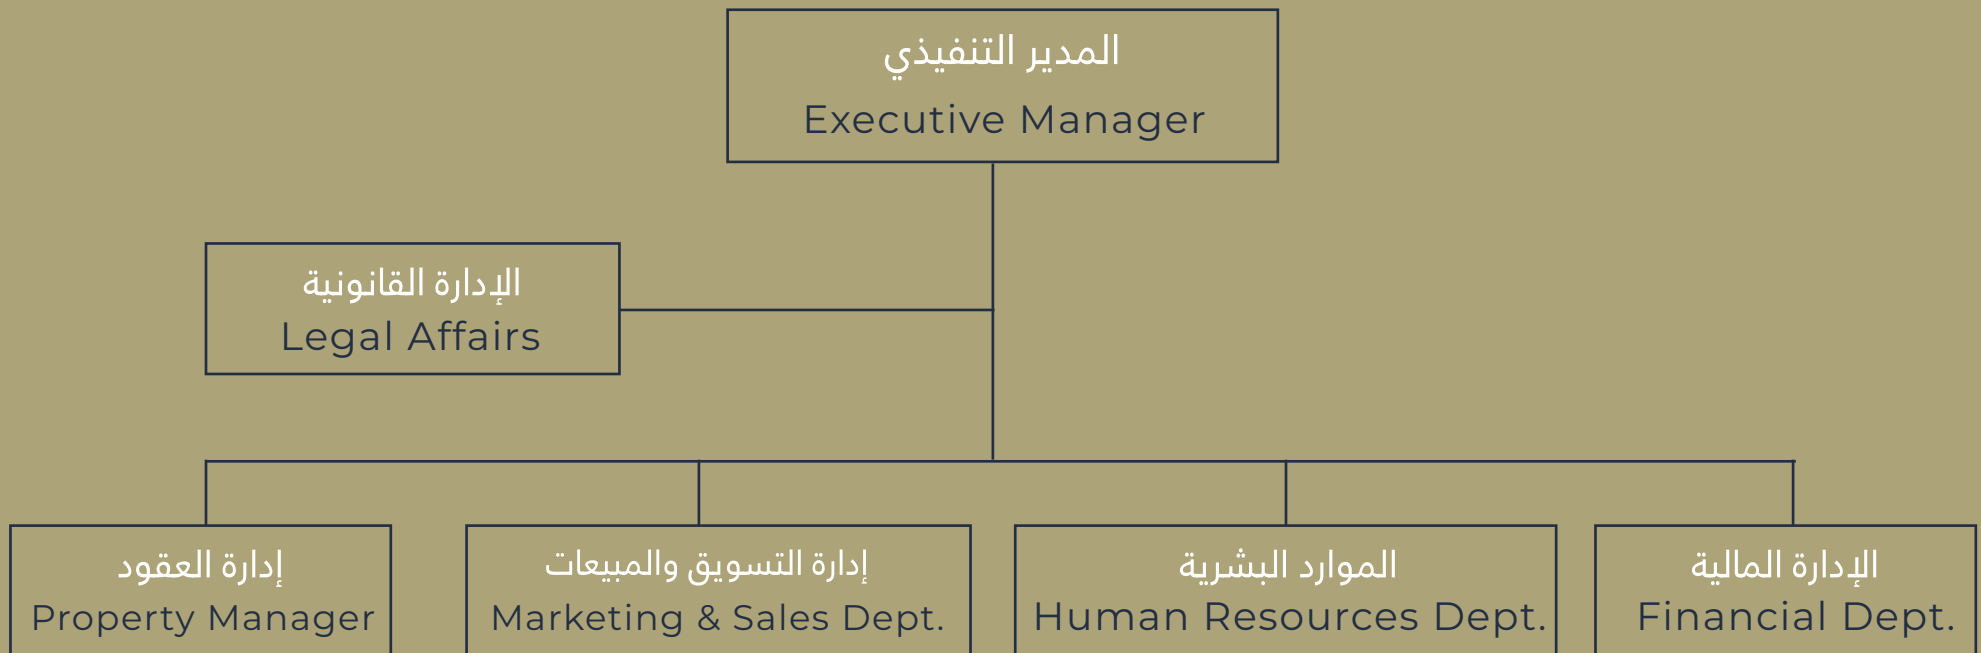 المدير التنفيذي
Executive Manager
الإدارة القانونية
Legal Affairs
إدارة العقود
Property Manager
إدارة التسويق والمبيعات
Marketing & Sales Dept.
الموارد البشرية
Human Resources Dept.
الإدارة المالية
Financial Dept.